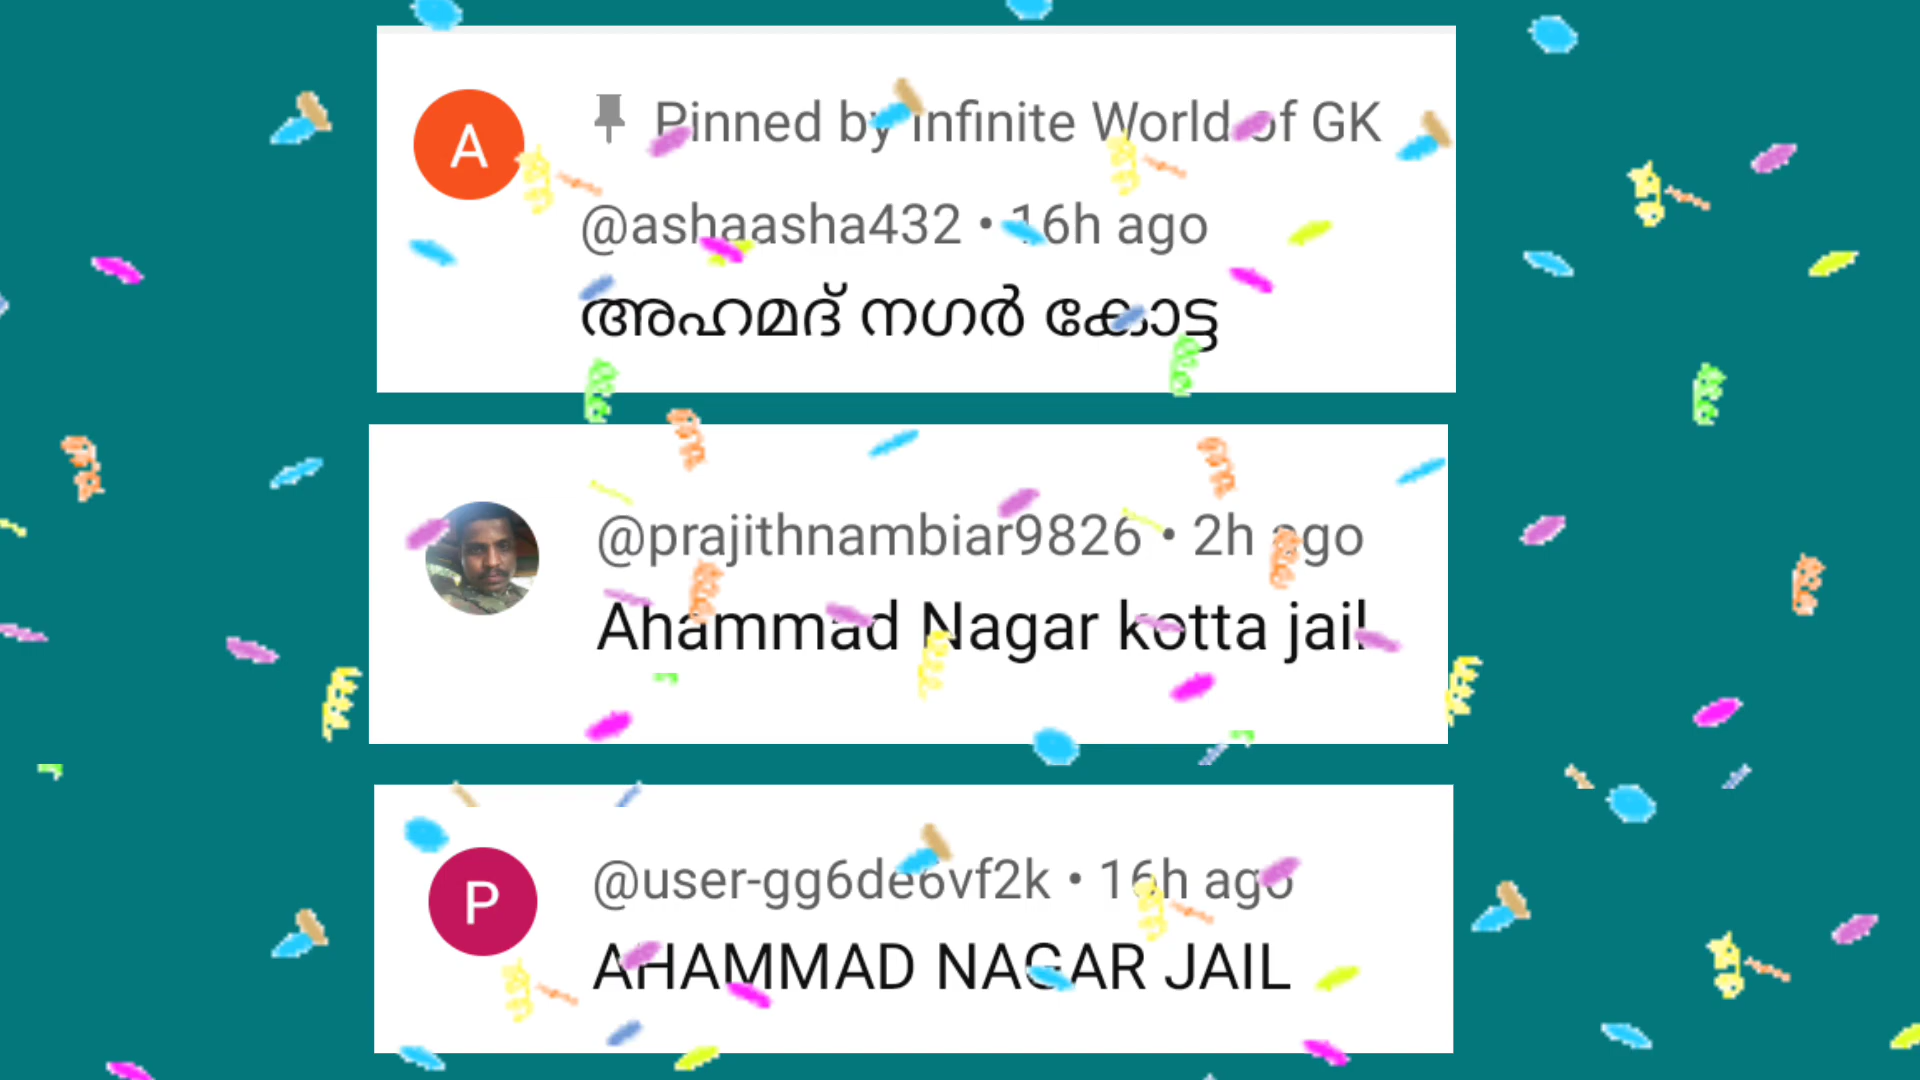 A
Pinned by Infinite World of GK
@ashaasha432 • 16h ago
അഹമദ് നഗർ കോട്ട
@prajithnambiar9826 • 2h ago
Ahammad Nagar kotta jail
P
@user-gg6de6vf2k • 16h ago
AHAMMAD NAGAR JAIL